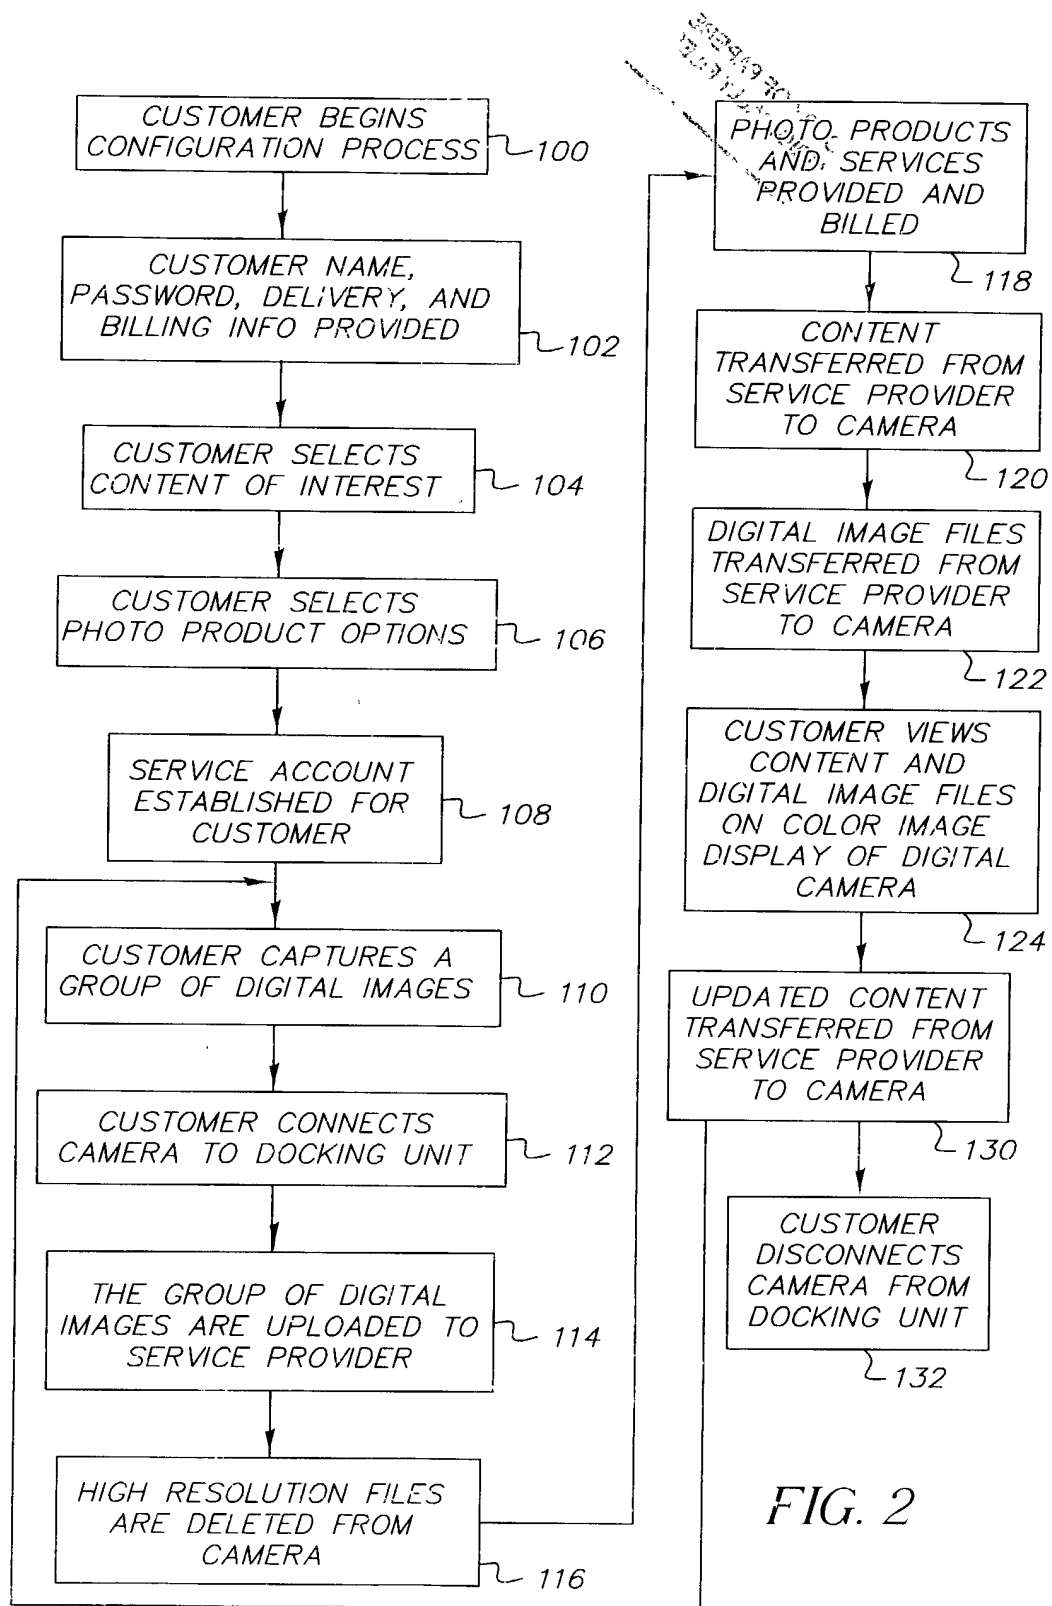 CUSTOMER BEGINS
CONFIGURATION PROCESS
100
CUSTOMER NAME,
PASSWORD, DELIVERY, AND
BILLING INFO PROVIDED
102
CUSTOMER SELECTS
CONTENT OF INTEREST
104
CUSTOMER SELECTS
PHOTO PRODUCT OPTIONS
106
SERVICE ACCOUNT
ESTABLISHED FOR
CUSTOMER
108
CUSTOMER CAPTURES A
GROUP OF DIGITAL IMAGES
110
CUSTOMER CONNECTS
CAMERA TO DOCKING UNIT
112
THE GROUP OF DIGITAL
IMAGES ARE UPLOADED TO
SERVICE PROVIDER
114
HIGH RESOLUTION FILES
ARE DELETED FROM
CAMERA
116
PHOTO PRODUCTS
AND SERVICES
PROVIDED AND
BILLED
118
CONTENT
TRANSFERRED FROM
SERVICE PROVIDER
TO CAMERA
120
DIGITAL IMAGE FILES
TRANSFERRED FROM
SERVICE PROVIDER
TO CAMERA
122
CUSTOMER VIEWS
CONTENT AND
DIGITAL IMAGE FILES
ON COLOR IMAGE
DISPLAY OF DIGITAL
CAMERA
124
UPDATED CONTENT
TRANSFERRED FROM
SERVICE PROVIDER
TO CAMERA
130
CUSTOMER
DISCONNECTS
CAMERA FROM
DOCKING UNIT
132
FIG. 2